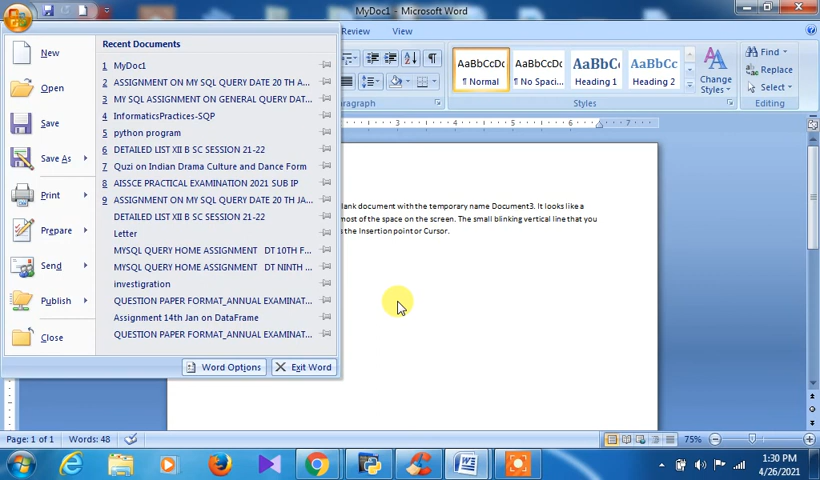 MyDoc1 - Microsoft Word
Review View
New
Open
Save
Save As
Print
Prepare
Send
Publish
Close
Recent Documents
1 MyDoc1
2 ASSIGNMENT ON MY SQL QUERY DATE 20 TH A...
3 MY SQL ASSIGNMENT ON GENERAL QUERY DAT...
4 InformaticsPractices-SQP
5 python program
6 DETAILED LIST XII B SC SESSION 21-22
7 Quzi on Indrian Drama Culture and Dance Form
8 AISSCE PRACTICAL EXAMINATION 2021 SUB IP
9 ASSIGNMENT ON MY SQL QUERY DATE 20 TH JA...
DETAILED LIST XII B SC SESSION 21-22
Letter
MYSQL QUERY HOME ASSIGNMENT DT 10TH F...
MYSQL QUERY HOME ASSIGNMENT DT NINTH ...
investigration
QUESTION PAPER FORMAT_ANNUAL EXAMINAT...
Assignment 14th Jan on DataFrame
QUESTION PAPER FORMAT_ANNUAL EXAMINAT...
Word Options Exit Word
AaBbCcDc AaBbCcDc AaBbC AaBbCc
¶ Normal ¶ No Spaci... Heading 1 Heading 2
Change
Styles
Find
Replace
Select
Paragraph
Styles
Editing
3 4 5 6 7
blank document with the temporary name Document3. It looks like a
most of the space on the screen. The small blinking vertical line that you
s the Insertion point or Cursor.
Page: 1 of 1 Words: 48
75%
1:30 PM
4/26/2021